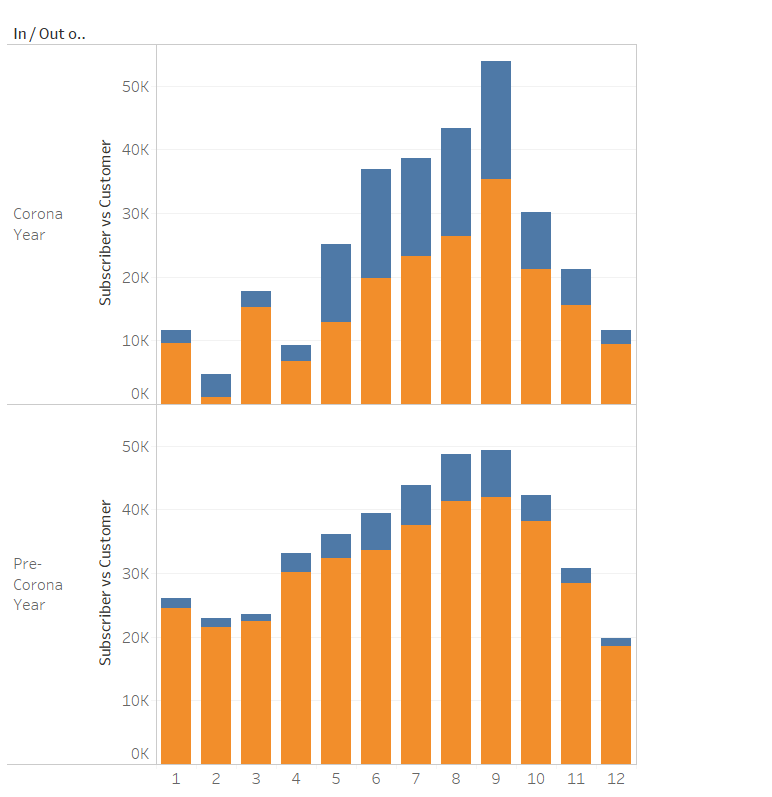 In / Out o..
Corona
Year
Subscriber vs Customer
50K
40K
30K
20K
10K
0K
Pre-
Corona
Year
Subscriber vs Customer
50K
40K
30K
20K
10K
0K
1 2 3 4 5 6 7 8 9 10 11 12